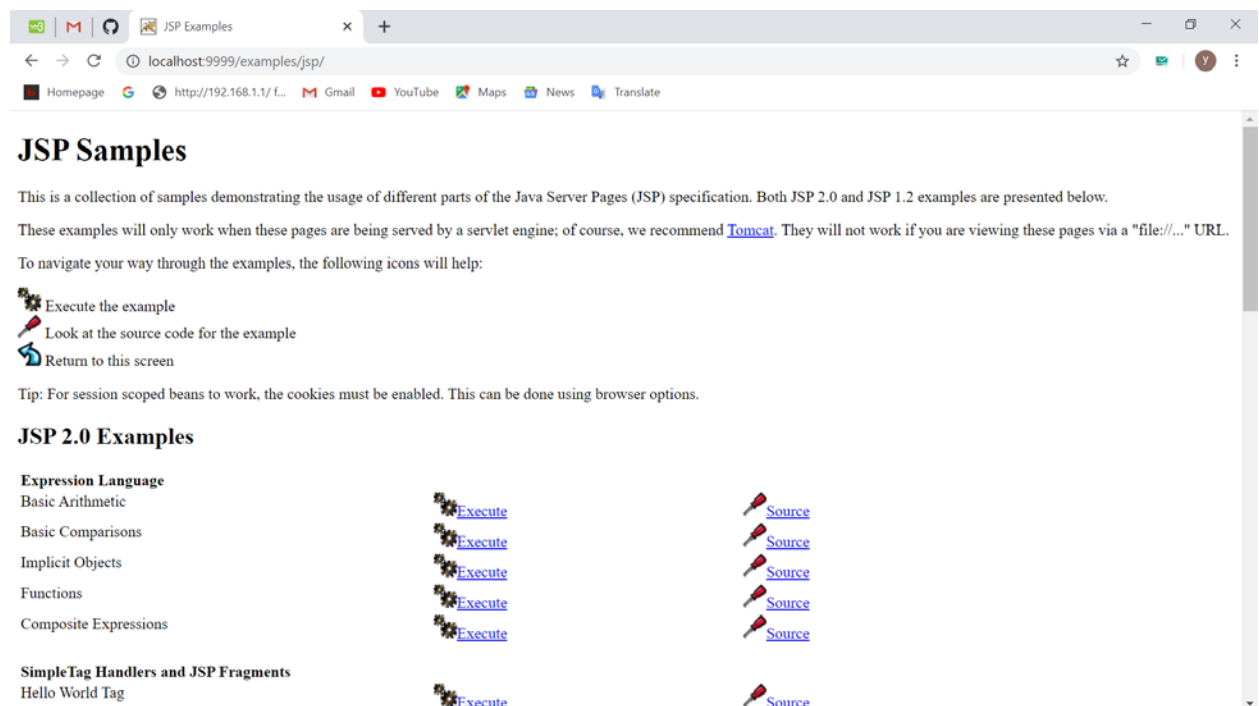 JSP Examples
localhost:9999/examples/jsp/
y
Homepage http://192.168.1.1/ f... Gmail YouTube Maps News Translate
JSP Samples
This is a collection of samples demonstrating the usage of different parts of the Java Server Pages (JSP) specification. Both JSP 2.0 and JSP 1.2 examples are presented below.
These examples will only work when these pages are being served by a servlet engine; of course, we recommend Tomcat. They will not work if you are viewing these pages via a "file://..." URL.
To navigate your way through the examples, the following icons will help:
Execute the example
Look at the source code for the example
Return to this screen
Tip: For session scoped beans to work, the cookies must be enabled. This can be done using browser options.
JSP 2.0 Examples
Expression Language
Basic Arithmetic Execute Source
Basic Comparisons Execute Source
Implicit Objects Execute Source
Functions Execute Source
Composite Expressions Execute Source
SimpleTag Handlers and JSP Fragments
Hello World Tag Execute Source